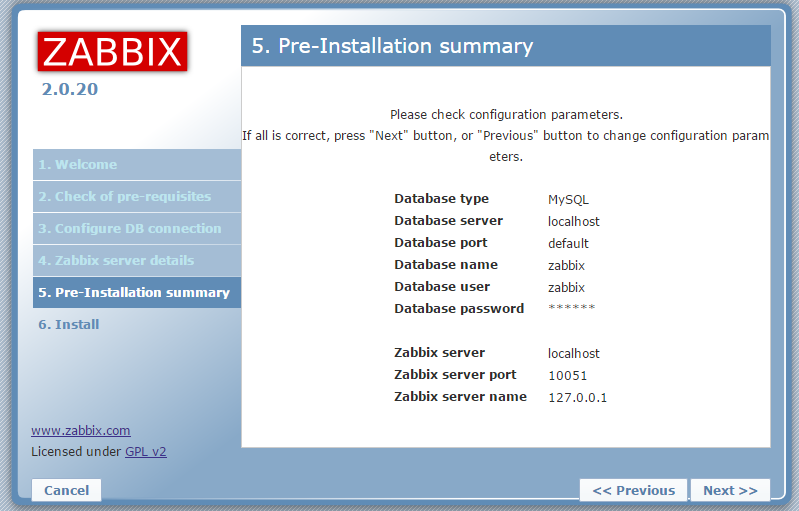 ZABBIX
2.0.20
1. Welcome
2. Check of pre-requisites
3. Configure DB connection
4. Zabbix server details
5. Pre-Installation summary
6. Install
www.zabbix.com
Licensed under GPL v2
5. Pre-Installation summary
Please check configuration parameters.
If all is correct, press "Next" button, or "Previous" button to change configuration param
eters.
Database type MySQL
Database server localhost
Database port default
Database name zabbix
Database user zabbix
Database password ******
Zabbix server localhost
Zabbix server port 10051
Zabbix server name 127.0.0.1
Cancel << Previous Next >>